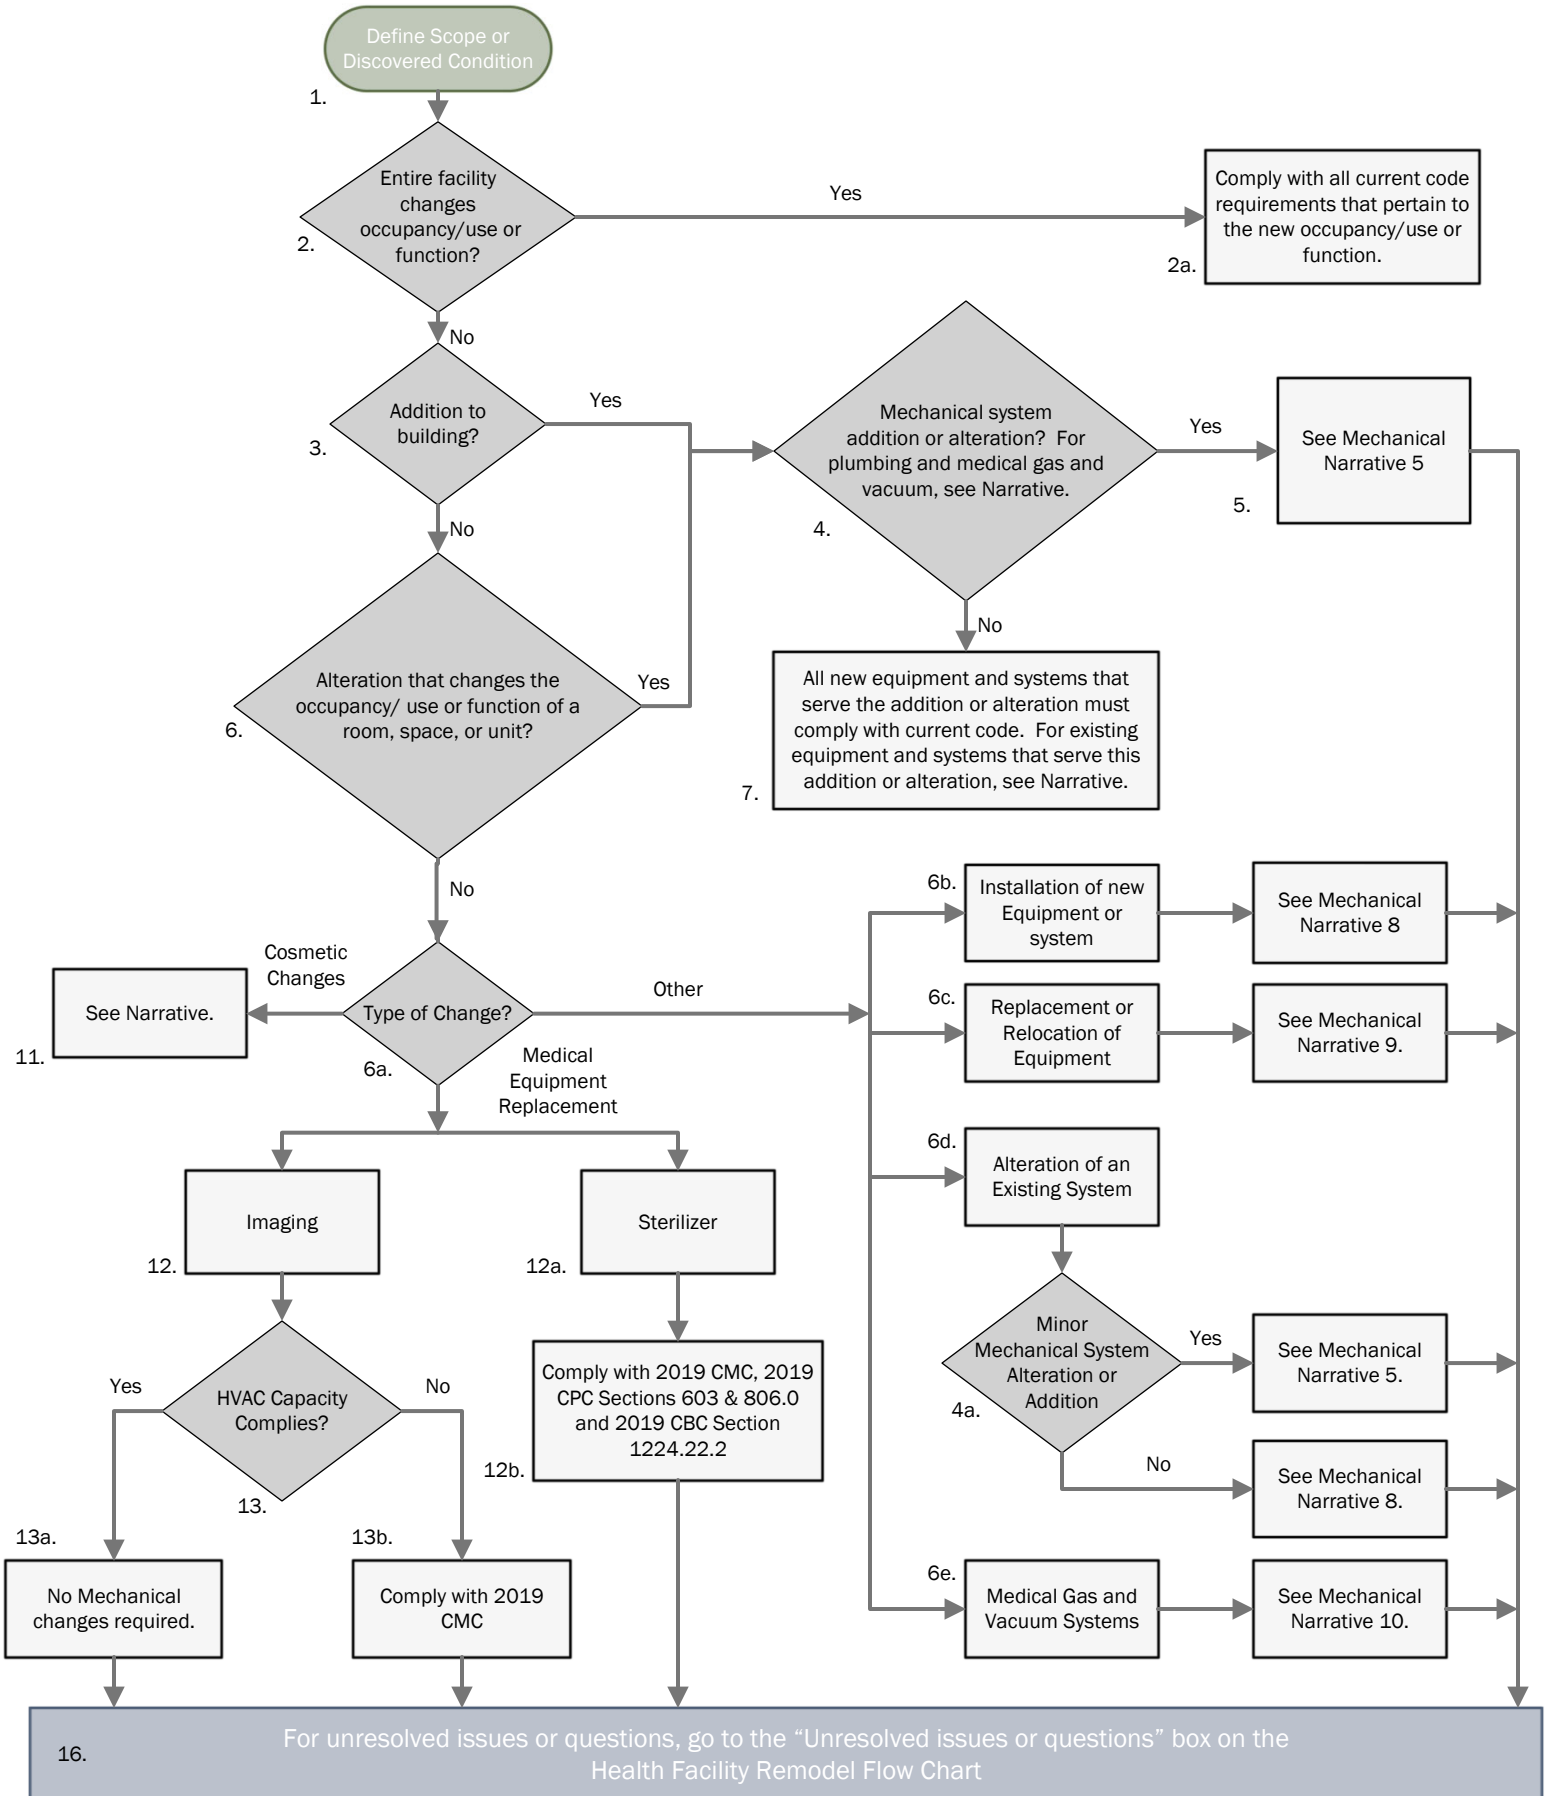 Define Scope or
Discovered Condition
1.
Entire facility
changes
occupancy/use or
function?
2.
Yes
Comply with all current code
requirements that pertain to
the new occupancy/use or
function.
2a.
No
Addition to
building?
3.
Yes
Mechanical system
addition or alteration?  For
plumbing and medical gas and
vacuum, see Narrative.
4.
Yes
See Mechanical
Narrative 5
5.
No
No
Alteration that changes the
occupancy/ use or function of a
room, space, or unit?
6.
Yes
All new equipment and systems that
serve the addition or alteration must
comply with current code.  For existing
equipment and systems that serve this
addition or alteration, see Narrative.
7.
No
Cosmetic
Changes
See Narrative.
11.
Type of Change?
6a.
Other
Medical
Equipment
Replacement
6b.
Installation of new
Equipment or
system
See Mechanical
Narrative 8
6c.
Replacement or
Relocation of
Equipment
See Mechanical
Narrative 9.
6d.
Alteration of an
Existing System
Imaging
12.
Sterilizer
12a.
Minor
Mechanical System
Alteration or
Addition
4a.
Yes
See Mechanical
Narrative 5.
No
See Mechanical
Narrative 8.
HVAC Capacity
Complies?
13.
Yes
No
Comply with 2019 CMC, 2019
CPC Sections 603 & 806.0
and 2019 CBC Section
1224.22.2
12b.
13a.
No Mechanical
changes required.
13b.
Comply with 2019
CMC
6e.
Medical Gas and
Vacuum Systems
See Mechanical
Narrative 10.
16.
For unresolved issues or questions, go to the “Unresolved issues or questions” box on the
Health Facility Remodel Flow Chart